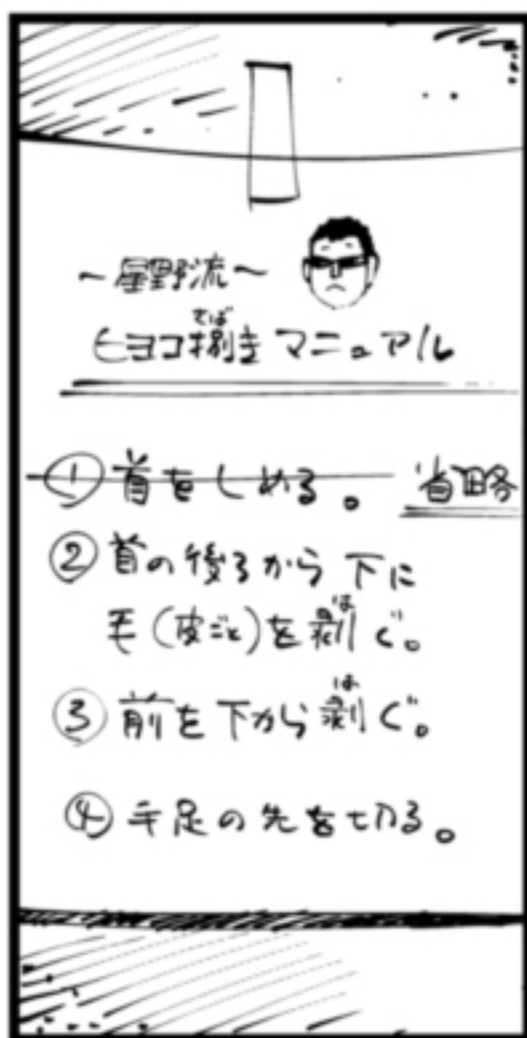 〜星野流〜
ヒヨコ捌きマニュアル
①首をしめる。 省略
②首の後ろから下に
毛(皮ごと)を剥ぐ。
③前を下から剥ぐ。
④手足の先を切る。